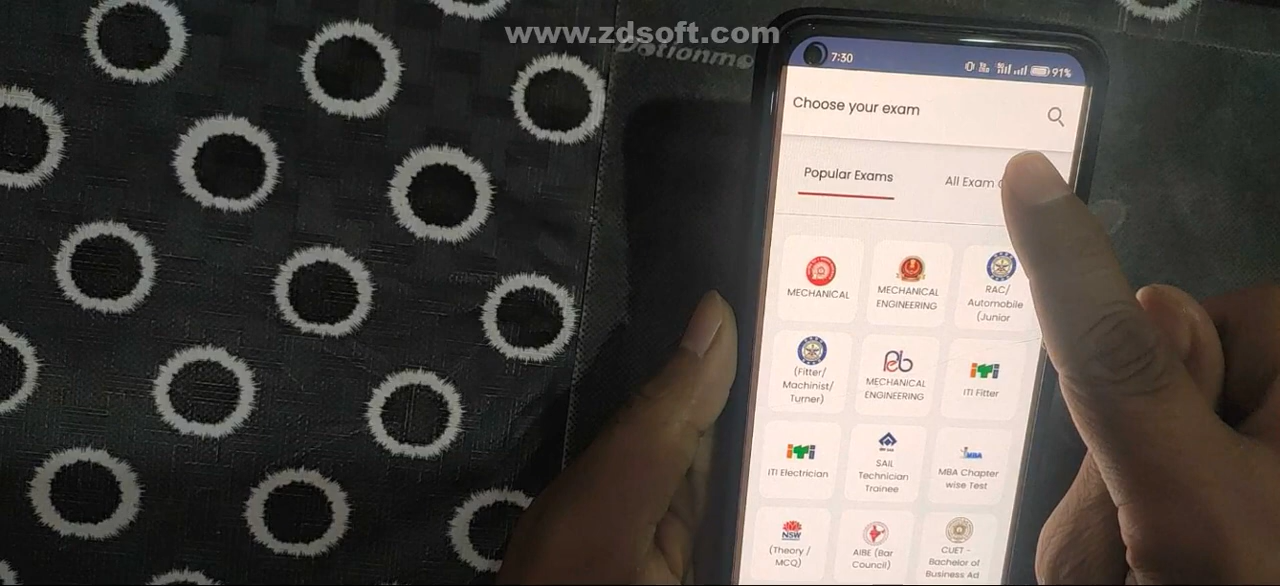 www.zdsoft.com
7:30
91%
Choose your exam
Popular Exams
All Exam
MECHANICAL
MECHANICAL
ENGINEERING
RAC/
Automobile
(Junior
(Fitter/
Machinist/
Turner)
MECHANICAL
ENGINEERING
ITI Fitter
ITI Electrician
SAIL
Technician
Trainee
MBA
MBA Chapter
wise Test
NSW
(Theory /
MCQ)
AIBE (Bar
Council)
CUET -
Bachelor of
Business Ad